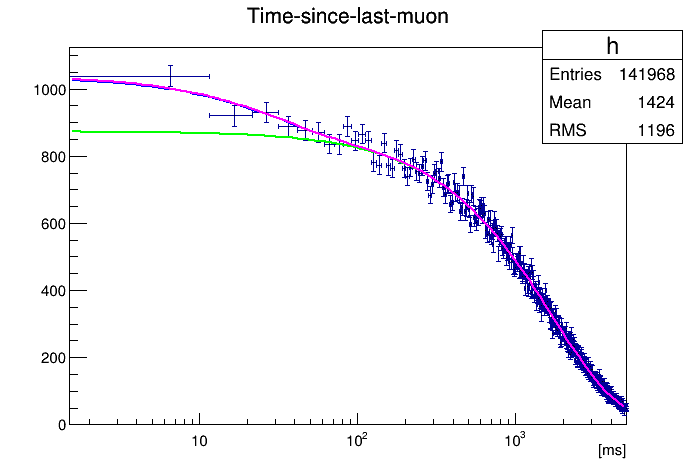 Time-since-last-muon
h
Entries 141968
Mean 1424
RMS 1196
1000
800
600
400
200
0
10
10²
10³
[ms]